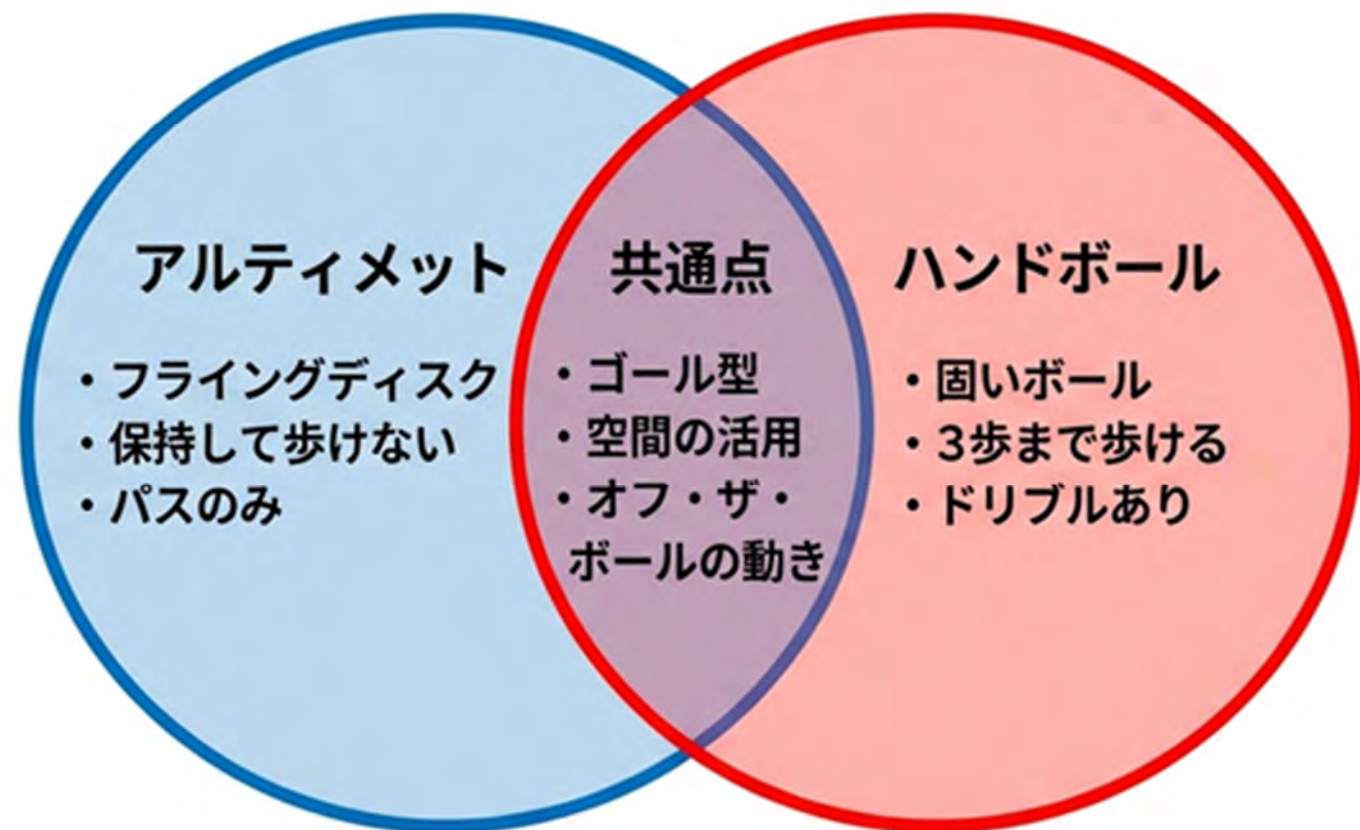 アルティメット
・フライングディスク
・保持して歩けない
・パスのみ
共通点
・ゴール型
・空間の活用
・オフ・ザ・
ボールの動き
ハンドボール
・固いボール
・３歩まで歩ける
・ドリブルあり